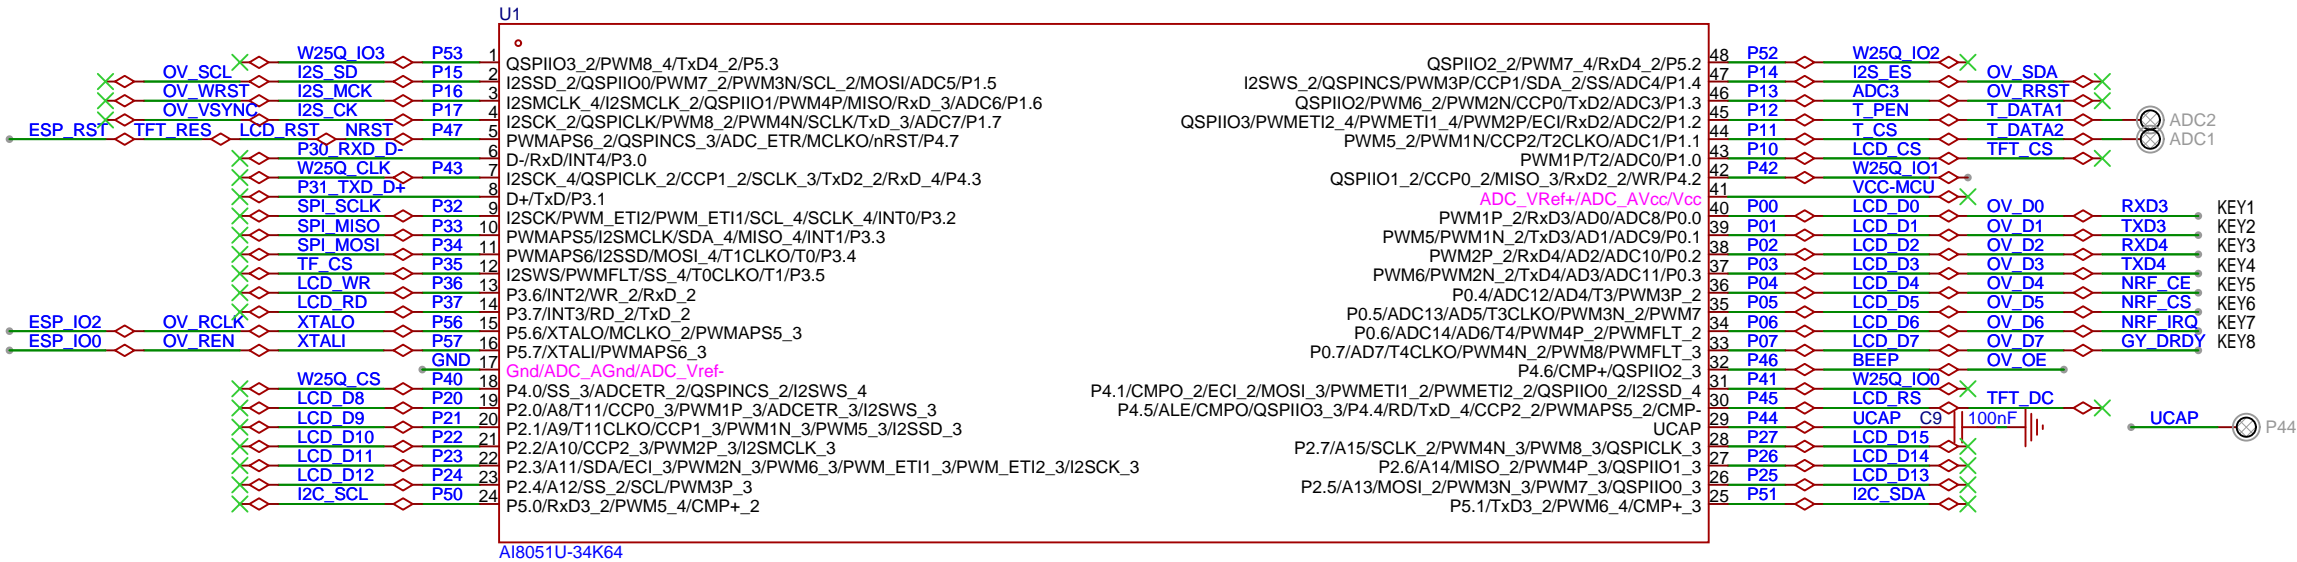 U1
W25Q_IO3 P53 1 QSPIIO3_2/PWM8_4/TxD4_2/P5.3
OV_SCL I2S_SD P15 2 I2SSD_2/QSPIIO0/PWM7_2/PWM3N/SCL_2/MOSI/ADC5/P1.5
OV_WRST I2S_MCK P16 3 I2SMCLK_4/I2SMCLK_2/QSPIIO1/PWM4P/MISO/RxD_3/ADC6/P1.6
OV_VSYNC I2S_CK P17 4 I2SCK_2/QSPICLK/PWM8_2/PWM4N/SCLK/TxD_3/ADC7/P1.7
ESP_RST TFT_RES LCD_RST NRST P47 5 PWMAPS6_2/QSPINCS_3/ADC_ETR/MCLKO/nRST/P4.7
P30_RXD_D- 6 D-/RxD/INT4/P3.0
W25Q_CLK P43 7 I2SCK_4/QSPICLK_2/CCP1_2/SCLK_3/TxD2_2/RxD_4/P4.3
P31_TXD_D+ 8 D+/TxD/P3.1
SPI_SCLK P32 9 I2SCK/PWM_ETI2/PWM_ETI1/SCL_4/SCLK_4/INT0/P3.2
SPI_MISO P33 10 PWMAPS5/I2SMCLK/SDA_4/MISO_4/INT1/P3.3
SPI_MOSI P34 11 PWMAPS6/I2SSD/MOSI_4/T1CLKO/T0/P3.4
TF_CS P35 12 I2SWS/PWMFLT/SS_4/T0CLKO/T1/P3.5
LCD_WR P36 13 P3.6/INT2/WR_2/RxD_2
LCD_RD P37 14 P3.7/INT3/RD_2/TxD_2
ESP_IO2 OV_RCLK XTALO P56 15 P5.6/XTALO/MCLKO_2/PWMAPS5_3
ESP_IO0 OV_REN XTALI P57 16 P5.7/XTALI/PWMAPS6_3
GND 17 Gnd/ADC_AGnd/ADC_Vref-
W25Q_CS P40 18 P4.0/SS_3/ADCETR_2/QSPINCS_2/I2SWS_4
LCD_D8 P20 19 P2.0/A8/T11/CCP0_3/PWM1P_3/ADCETR_3/I2SWS_3
LCD_D9 P21 20 P2.1/A9/T11CLKO/CCP1_3/PWM1N_3/PWM5_3/I2SSD_3
LCD_D10 P22 21 P2.2/A10/CCP2_3/PWM2P_3/I2SMCLK_3
LCD_D11 P23 22 P2.3/A11/SDA/ECI_3/PWM2N_3/PWM6_3/PWM_ETI1_3/PWM_ETI2_3/I2SCK_3
LCD_D12 P24 23 P2.4/A12/SS_2/SCL/PWM3P_3
I2C_SCL P50 24 P5.0/RxD3_2/PWM5_4/CMP+_2
QSPIIO2_2/PWM7_4/RxD4_2/P5.2 48 P52 W25Q_IO2
I2SWS_2/QSPINCS/PWM3P/CCP1/SDA_2/SS/ADC4/P1.4 47 P14 I2S_ES OV_SDA
QSPIIO2/PWM6_2/PWM2N/CCP0/TxD2/ADC3/P1.3 46 P13 ADC3 OV_RRST
QSPIIO3/PWMETI2_4/PWMETI1_4/PWM2P/ECI/RxD2/ADC2/P1.2 45 P12 T_PEN T_DATA1 ADC2
PWM5_2/PWM1N/CCP2/T2CLKO/ADC1/P1.1 44 P11 T_CS T_DATA2 ADC1
PWM1P/T2/ADC0/P1.0 43 P10 LCD_CS TFT_CS
QSPIIO1_2/CCP0_2/MISO_3/RxD2_2/WR/P4.2 42 P42 W25Q_IO1
ADC_VRef+/ADC_AVcc/Vcc 41 VCC-MCU
PWM1P_2/RxD3/AD0/ADC8/P0.0 40 P00 LCD_D0 OV_D0 RXD3 KEY1
PWM5/PWM1N_2/TxD3/AD1/ADC9/P0.1 39 P01 LCD_D1 OV_D1 TXD3 KEY2
PWM2P_2/RxD4/AD2/ADC10/P0.2 38 P02 LCD_D2 OV_D2 RXD4 KEY3
PWM6/PWM2N_2/TxD4/AD3/ADC11/P0.3 37 P03 LCD_D3 OV_D3 TXD4 KEY4
P0.4/ADC12/AD4/T3/PWM3P_2 36 P04 LCD_D4 OV_D4 NRF_CE KEY5
P0.5/ADC13/AD5/T3CLKO/PWM3N_2/PWM7 35 P05 LCD_D5 OV_D5 NRF_CS KEY6
P0.6/ADC14/AD6/T4/PWM4P_2/PWMFLT_2 34 P06 LCD_D6 OV_D6 NRF_IRQ KEY7
P0.7/AD7/T4CLKO/PWM4N_2/PWM8/PWMFLT_3 33 P07 LCD_D7 OV_D7 GY_DRDY KEY8
P4.6/CMP+/QSPIIO2_3 32 P46 BEEP OV_OE
P4.1/CMPO_2/ECI_2/MOSI_3/PWMETI1_2/PWMETI2_2/QSPIIO0_2/I2SSD_4 31 P41 W25Q_IO0
P4.5/ALE/CMPO/QSPIIO3_3/P4.4/RD/TxD_4/CCP2_2/PWMAPS5_2/CMP- 30 P45 LCD_RS TFT_DC
UCAP 29 P44 UCAP C9 100nF UCAP P44
P2.7/A15/SCLK_2/PWM4N_3/PWM8_3/QSPICLK_3 28 P27 LCD_D15
P2.6/A14/MISO_2/PWM4P_3/QSPIIO1_3 27 P26 LCD_D14
P2.5/A13/MOSI_2/PWM3N_3/PWM7_3/QSPIIO0_3 26 P25 LCD_D13
P5.1/TxD3_2/PWM6_4/CMP+_3 25 P51 I2C_SDA
AI8051U-34K64